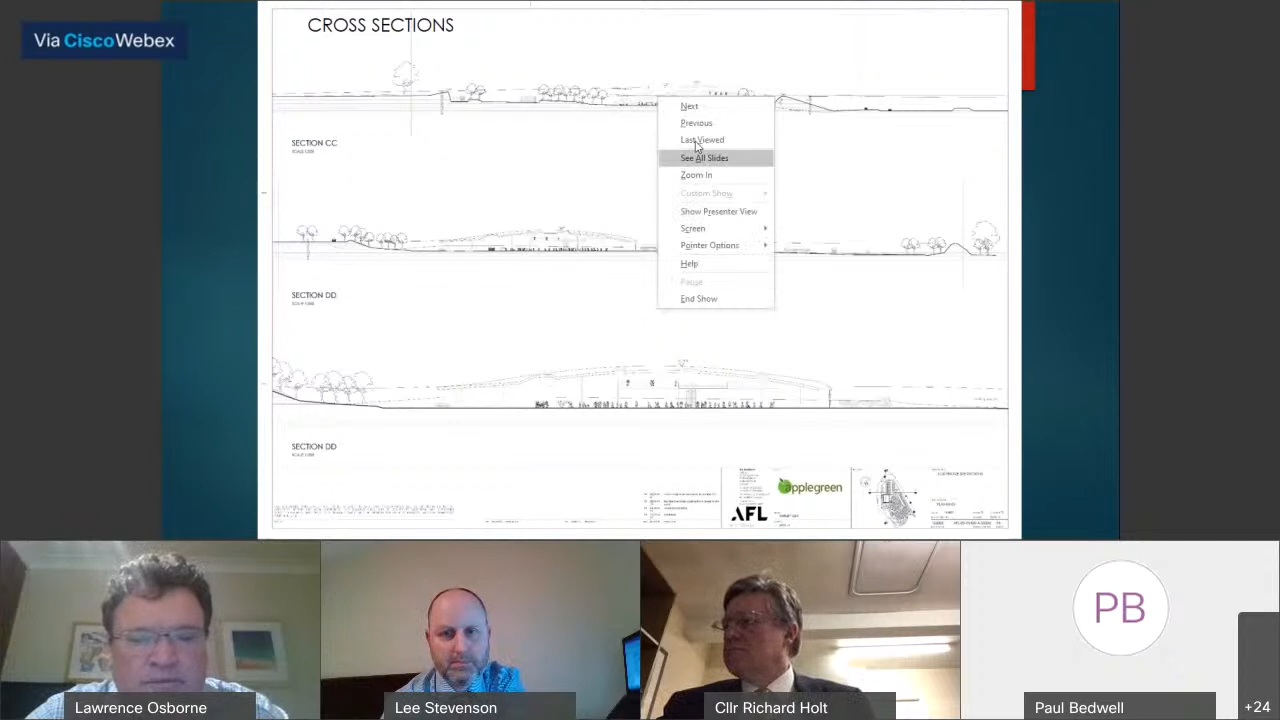 Via Cisco Webex
CROSS SECTIONS
SECTION CC
Next
Previous
Last Viewed
See All Slides
Zoom In
Custom Show
Show Presenter View
Screen
Pointer Options
Help
Pause
End Show
SECTION DD
SECTION DD
applegreen
AFL
PB
Lawrence Osborne
Lee Stevenson
Cllr Richard Holt
Paul Bedwell
+24